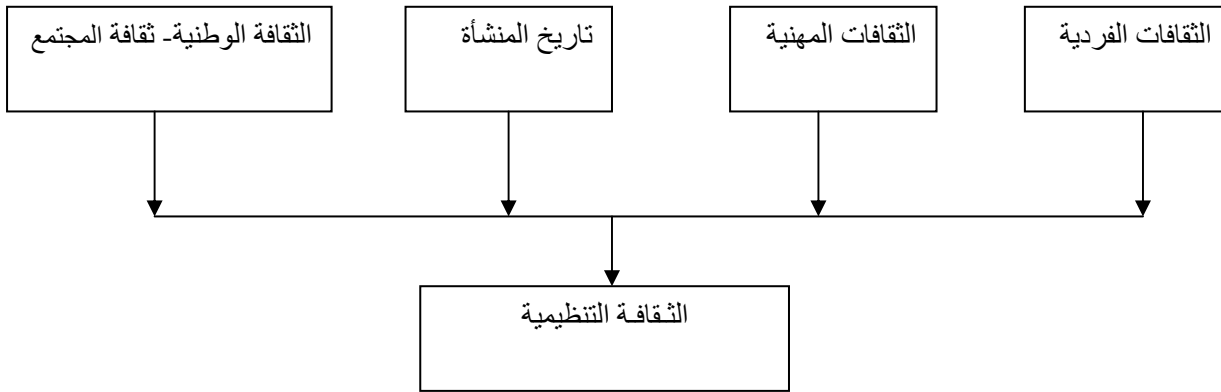 الثقافات الفردية
الثقافات المهنية
تاريخ المنشأة
الثقافة الوطنية- ثقافة المجتمع
الثقافة التنظيمية